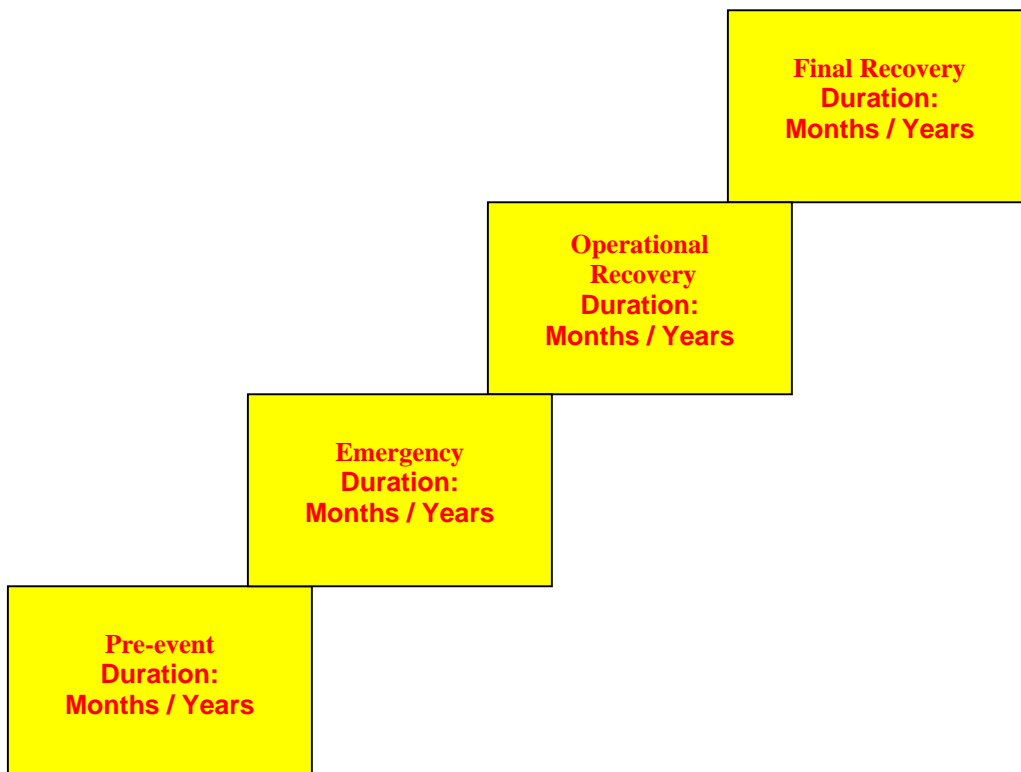 Final Recovery
Duration:
Months / Years
Operational
Recovery
Duration:
Months / Years
Emergency
Duration:
Months / Years
Pre-event
Duration:
Months / Years